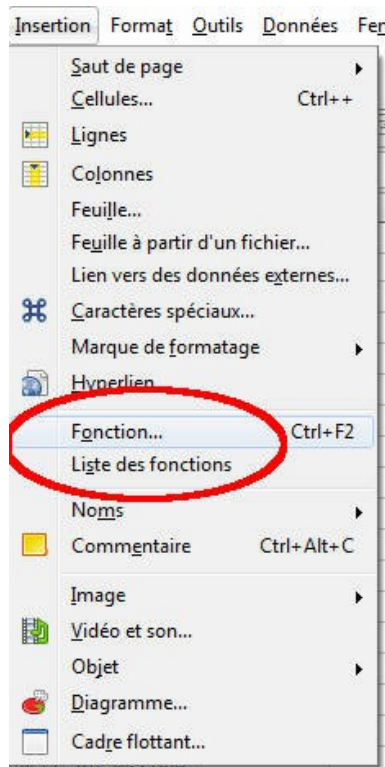 Insertion Format Outils Données Fe
Saut de page
Cellules... Ctrl++
Lignes
Colonnes
Feuille...
Feuille à partir d'un fichier...
Lien vers des données externes...
Caractères spéciaux...
Marque de formatage
Hyperlien
Fonction... Ctrl+F2
Liste des fonctions
Noms
Commentaire Ctrl+Alt+C
Image
Vidéo et son...
Objet
Diagramme...
Cadre flottant...